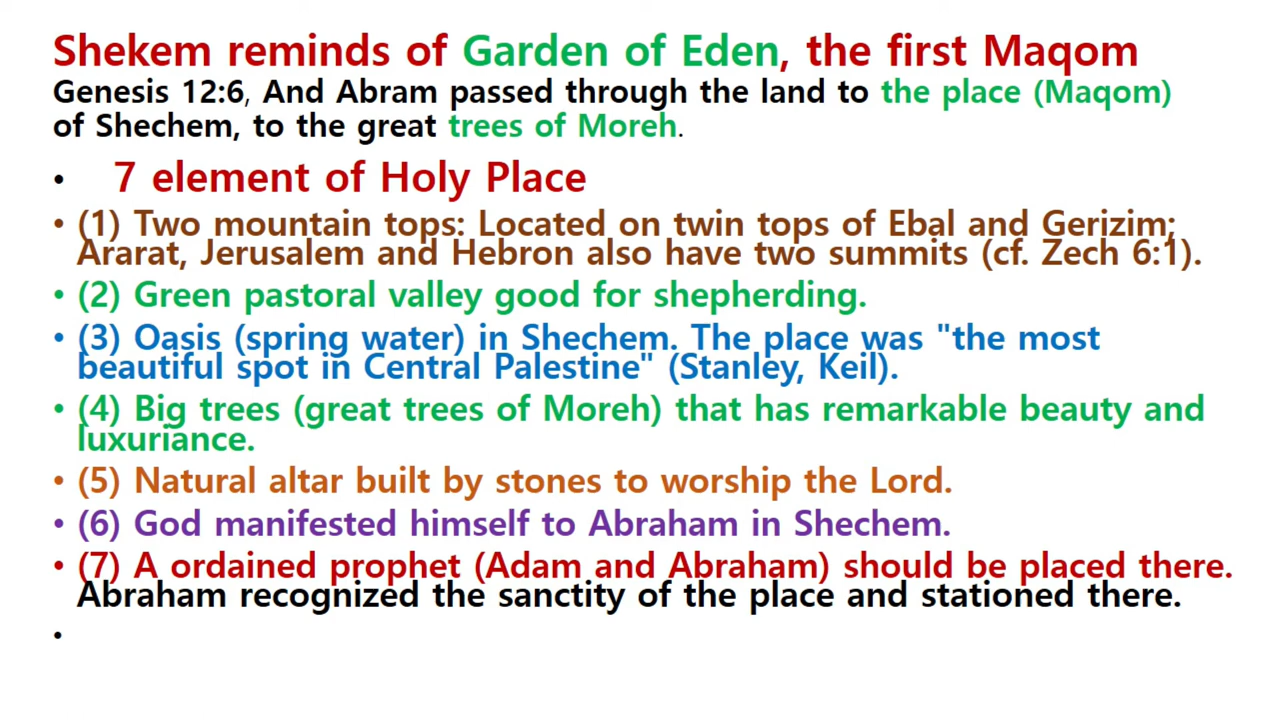 Shekem reminds of Garden of Eden, the first Maqom
Genesis 12:6, And Abram passed through the land to the place (Maqom)
of Shechem, to the great trees of Moreh.
• 7 element of Holy Place
• (1) Two mountain tops: Located on twin tops of Ebal and Gerizim;
Ararat, Jerusalem and Hebron also have two summits (cf. Zech 6:1).
• (2) Green pastoral valley good for shepherding.
• (3) Oasis (spring water) in Shechem. The place was "the most
beautiful spot in Central Palestine" (Stanley, Keil).
• (4) Big trees (great trees of Moreh) that has remarkable beauty and
luxuriance.
• (5) Natural altar built by stones to worship the Lord.
• (6) God manifested himself to Abraham in Shechem.
• (7) A ordained prophet (Adam and Abraham) should be placed there.
Abraham recognized the sanctity of the place and stationed there.
•